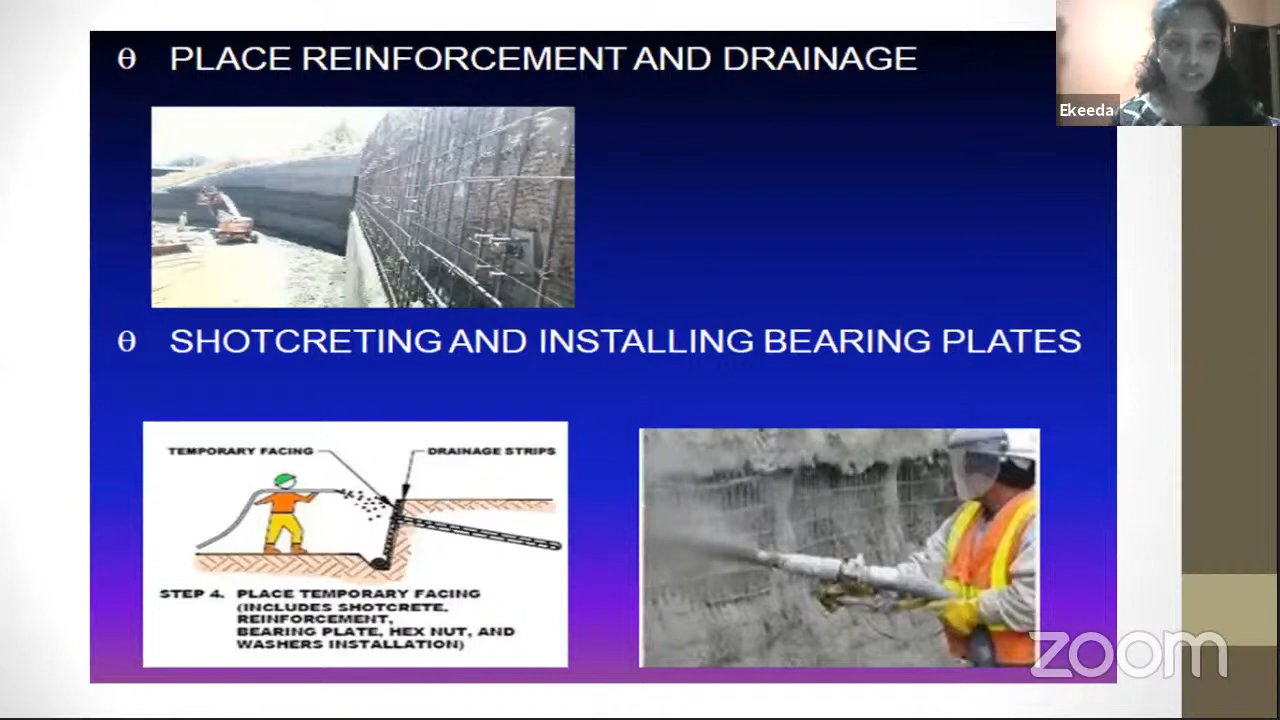 θ PLACE REINFORCEMENT AND DRAINAGE
Ekeeda
θ SHOTCRETING AND INSTALLING BEARING PLATES
TEMPORARY FACING
DRAINAGE STRIPS
STEP 4. PLACE TEMPORARY FACING
(INCLUDES SHOTCRETE,
REINFORCEMENT,
BEARING PLATE, HEX NUT, AND
WASHERS INSTALLATION)
zoom